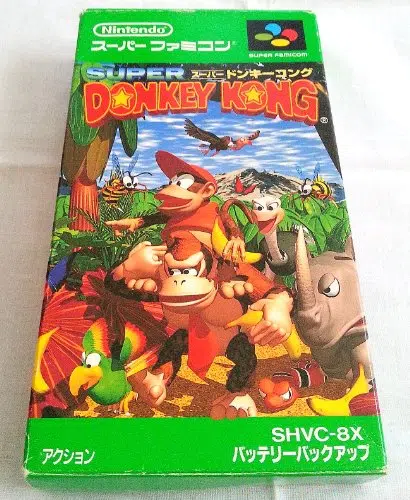 Nintendo
スーパーファミコン®
SUPER FAMICOM
SUPER スーパードンキーコング
DONKEY KONG®
SHVC-8X
アクション
バッテリーバックアップ